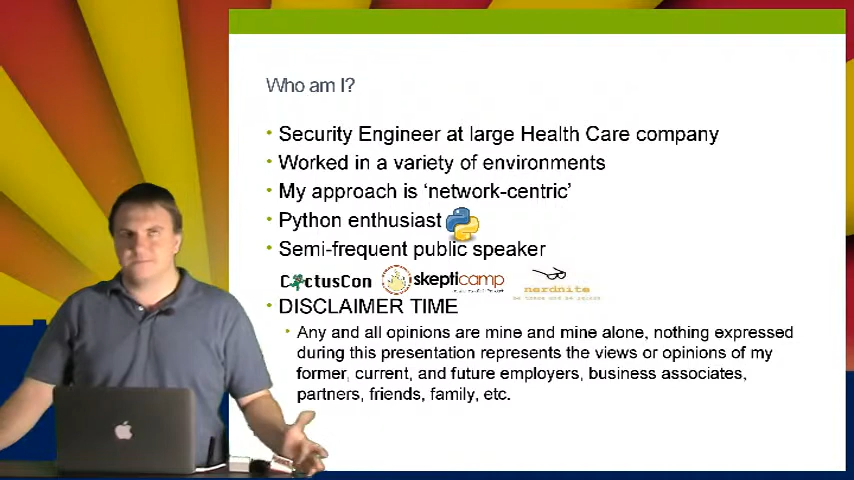 Who am I?
• Security Engineer at large Health Care company
• Worked in a variety of environments
• My approach is ‘network-centric’
• Python enthusiast
• Semi-frequent public speaker
CactusCon skepticamp nerdnite
• DISCLAIMER TIME
• Any and all opinions are mine and mine alone, nothing expressed
during this presentation represents the views or opinions of my
former, current, and future employers, business associates,
partners, friends, family, etc.